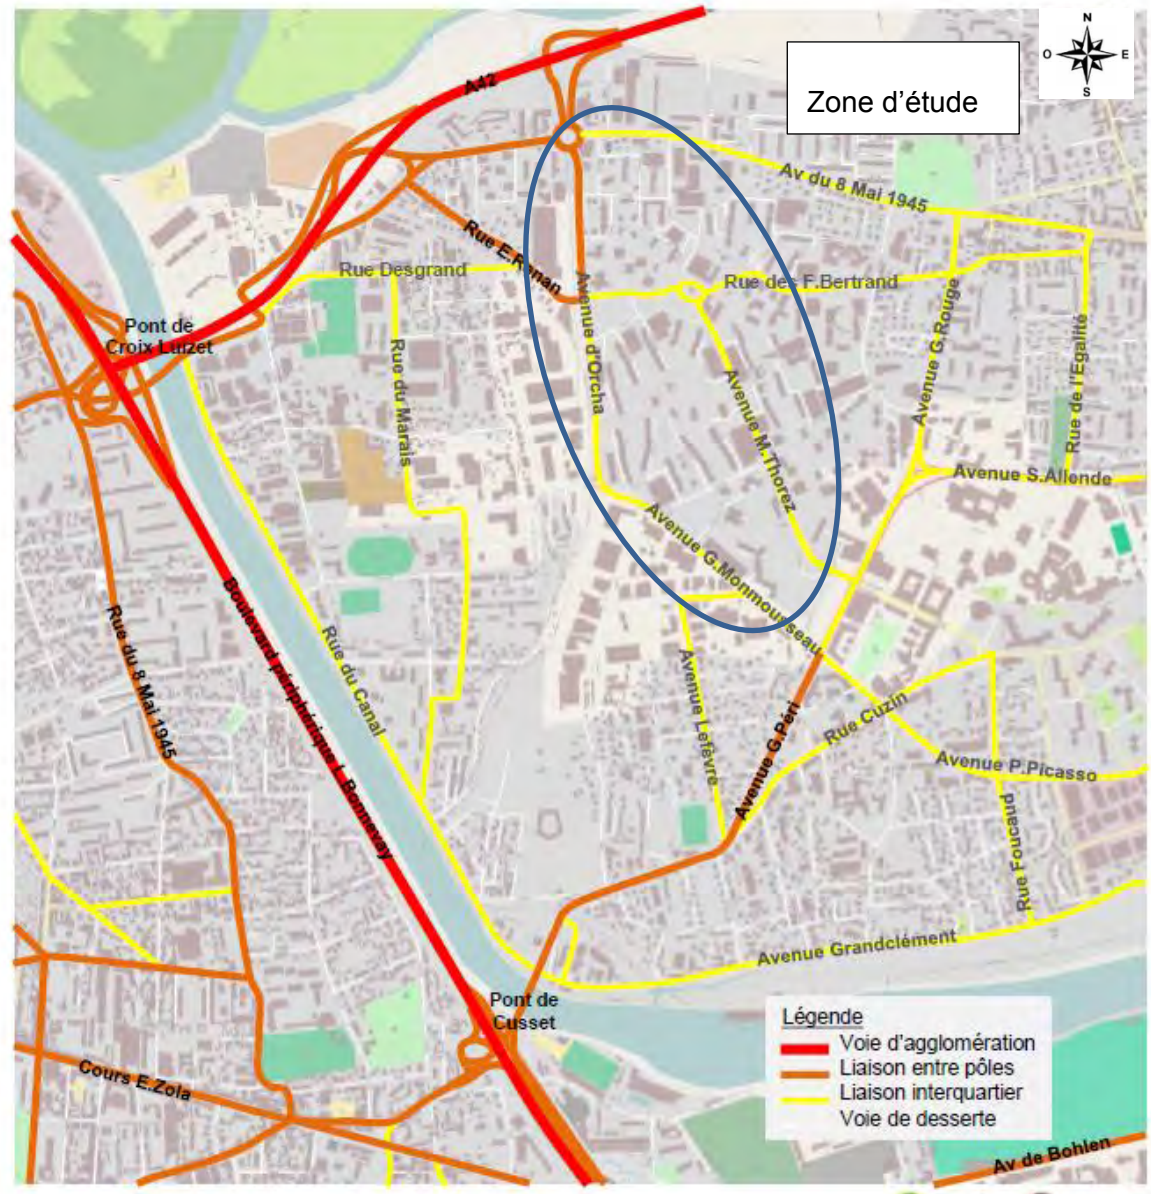 N
O E
S
Zone d'étude
A42
Av du 8 Mai 1945
Rue E.Renan
Rue Desgrand
Rue des F.Bertrand
Avenue d'Orcha
Avenue G.Rouge
Rue de l'Egalité
Pont de
Croix Luizet
Rue du Marais
Avenue M.Thorez
Avenue S.Allende
Avenue G.Monmousseau
Boulevard périphérique L.Bonnevay
Rue du 8 Mai 1945
Rue du Canal
Avenue Lefèvre
Avenue G.Péri
Rue Cuzin
Avenue P.Picasso
Rue Foucaud
Avenue Grandclément
Pont de
Cusset
Cours E.Zola
Légende
Voie d'agglomération
Liaison entre pôles
Liaison interquartier
Voie de desserte
Av de Bohlen